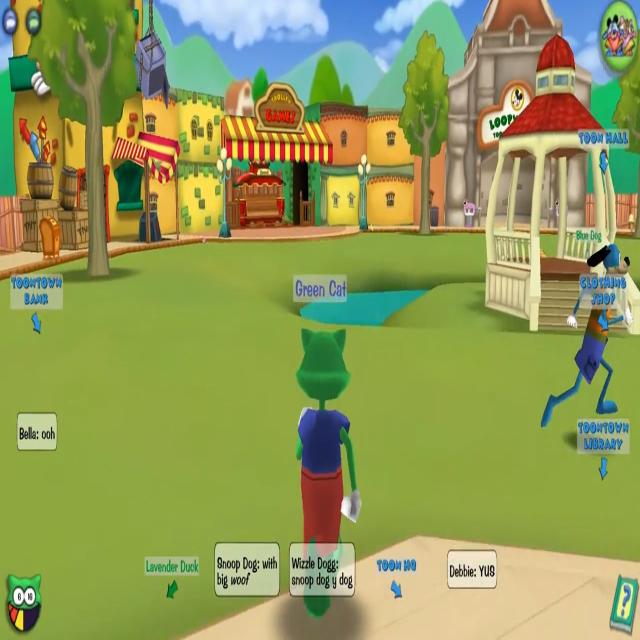 TROLLEY
GAMES
LOOPY
TOON HALL
Blue Dog
CLOTHING
SHOP
TOONTOWN
BANK
Green Cat
Bella: ooh
TOONTOWN
LIBRARY
Lavender Duck
Snoop Dog: with
big woof
Wizzle Dogg:
snoop dog y dog
TOON HQ
Debbie: YUS
?